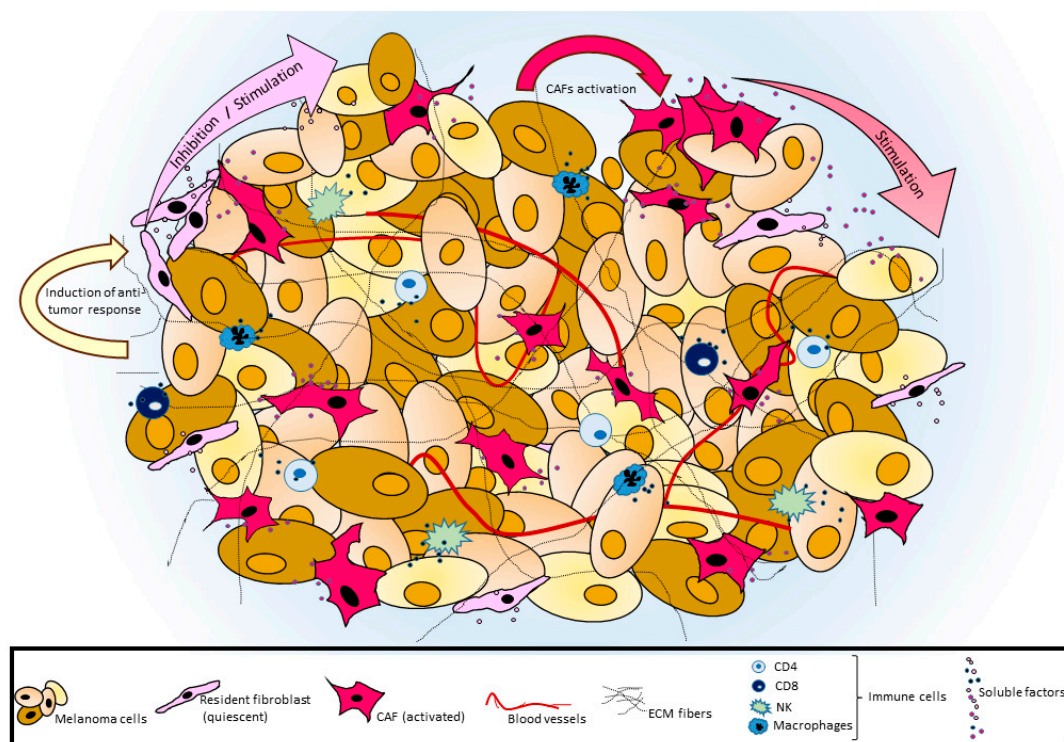 Inhibition / Stimulation
CAFs activation
Stimulation
Induction of anti-
tumor response
Melanoma cells
Resident fibroblast
(quiescent)
CAF (activated)
Blood vessels
ECM fibers
CD4
CD8
NK
Macrophages
Immune cells
Soluble factors